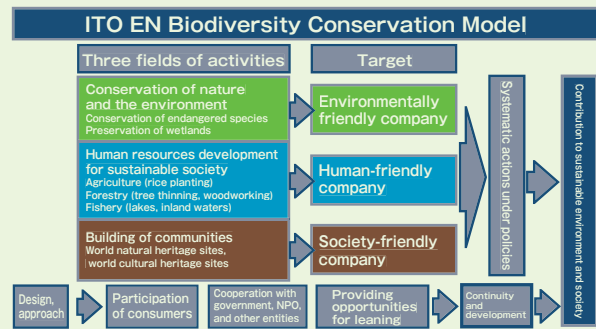 ITO EN Biodiversity Conservation Model
Three fields of activities
Target
Conservation of nature
and the environment
Conservation of endangered species
Preservation of wetlands
Environmentally
friendly company
Human resources development
for sustainable society
Agriculture (rice planting)
Forestry (tree thinning, woodworking)
Fishery (lakes, inland waters)
Human-friendly
company
Building of communities
World natural heritage sites,
world cultural heritage sites
Society-friendly
company
Systematic actions under policies
Contribution to sustainable environment and society
Design,
approach
Participation
of consumers
Cooperation with
government, NPO,
and other entities
Providing
opportunities
for leaning
Continuity
and
development